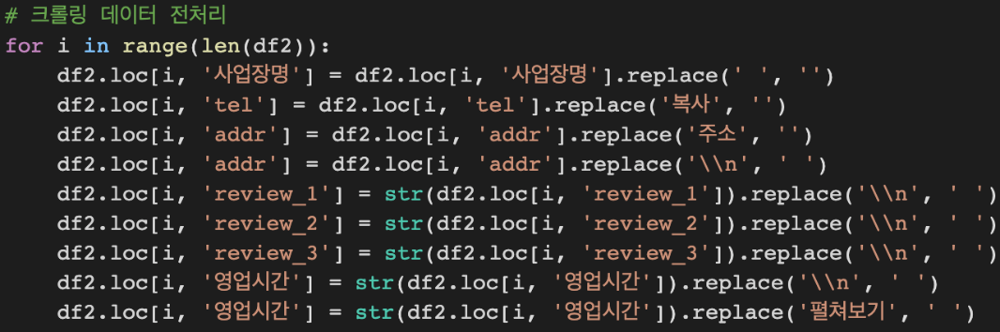 # 크롤링 데이터 전처리
for i in range(len(df2)):
    df2.loc[i, '사업장명'] = df2.loc[i, '사업장명'].replace(' ', '')
    df2.loc[i, 'tel'] = df2.loc[i, 'tel'].replace('복사', '')
    df2.loc[i, 'addr'] = df2.loc[i, 'addr'].replace('주소', '')
    df2.loc[i, 'addr'] = df2.loc[i, 'addr'].replace('\\n', ' ')
    df2.loc[i, 'review_1'] = str(df2.loc[i, 'review_1']).replace('\\n', ' ')
    df2.loc[i, 'review_2'] = str(df2.loc[i, 'review_2']).replace('\\n', ' ')
    df2.loc[i, 'review_3'] = str(df2.loc[i, 'review_3']).replace('\\n', ' ')
    df2.loc[i, '영업시간'] = str(df2.loc[i, '영업시간']).replace('\\n', ' ')
    df2.loc[i, '영업시간'] = str(df2.loc[i, '영업시간']).replace('펼쳐보기', ' ')